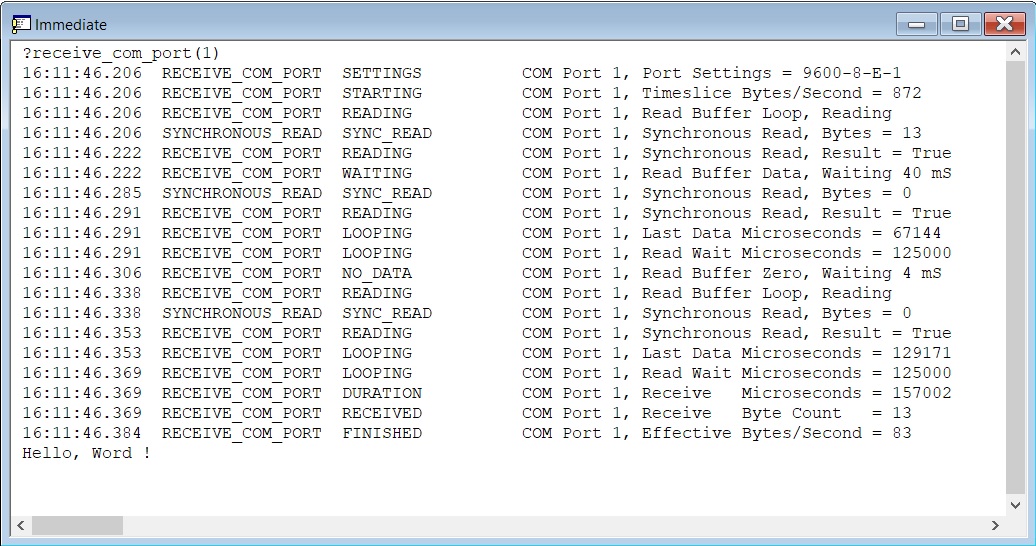 Immediate
?receive_com_port(1)
16:11:46.206  RECEIVE_COM_PORT  SETTINGS          COM Port 1, Port Settings = 9600-8-E-1
16:11:46.206  RECEIVE_COM_PORT  STARTING          COM Port 1, Timeslice Bytes/Second = 872
16:11:46.206  RECEIVE_COM_PORT  READING           COM Port 1, Read Buffer Loop, Reading
16:11:46.206  SYNCHRONOUS_READ  SYNC_READ         COM Port 1, Synchronous Read, Bytes = 13
16:11:46.222  RECEIVE_COM_PORT  READING           COM Port 1, Synchronous Read, Result = True
16:11:46.222  RECEIVE_COM_PORT  WAITING           COM Port 1, Read Buffer Data, Waiting 40 mS
16:11:46.285  SYNCHRONOUS_READ  SYNC_READ         COM Port 1, Synchronous Read, Bytes = 0
16:11:46.291  RECEIVE_COM_PORT  READING           COM Port 1, Synchronous Read, Result = True
16:11:46.291  RECEIVE_COM_PORT  LOOPING           COM Port 1, Last Data Microseconds = 67144
16:11:46.291  RECEIVE_COM_PORT  LOOPING           COM Port 1, Read Wait Microseconds = 125000
16:11:46.306  RECEIVE_COM_PORT  NO_DATA           COM Port 1, Read Buffer Zero, Waiting 4 mS
16:11:46.338  RECEIVE_COM_PORT  READING           COM Port 1, Read Buffer Loop, Reading
16:11:46.338  SYNCHRONOUS_READ  SYNC_READ         COM Port 1, Synchronous Read, Bytes = 0
16:11:46.353  RECEIVE_COM_PORT  READING           COM Port 1, Synchronous Read, Result = True
16:11:46.353  RECEIVE_COM_PORT  LOOPING           COM Port 1, Last Data Microseconds = 129171
16:11:46.369  RECEIVE_COM_PORT  LOOPING           COM Port 1, Read Wait Microseconds = 125000
16:11:46.369  RECEIVE_COM_PORT  DURATION          COM Port 1, Receive   Microseconds = 157002
16:11:46.369  RECEIVE_COM_PORT  RECEIVED          COM Port 1, Receive   Byte Count   = 13
16:11:46.384  RECEIVE_COM_PORT  FINISHED          COM Port 1, Effective Bytes/Second = 83
Hello, Word !